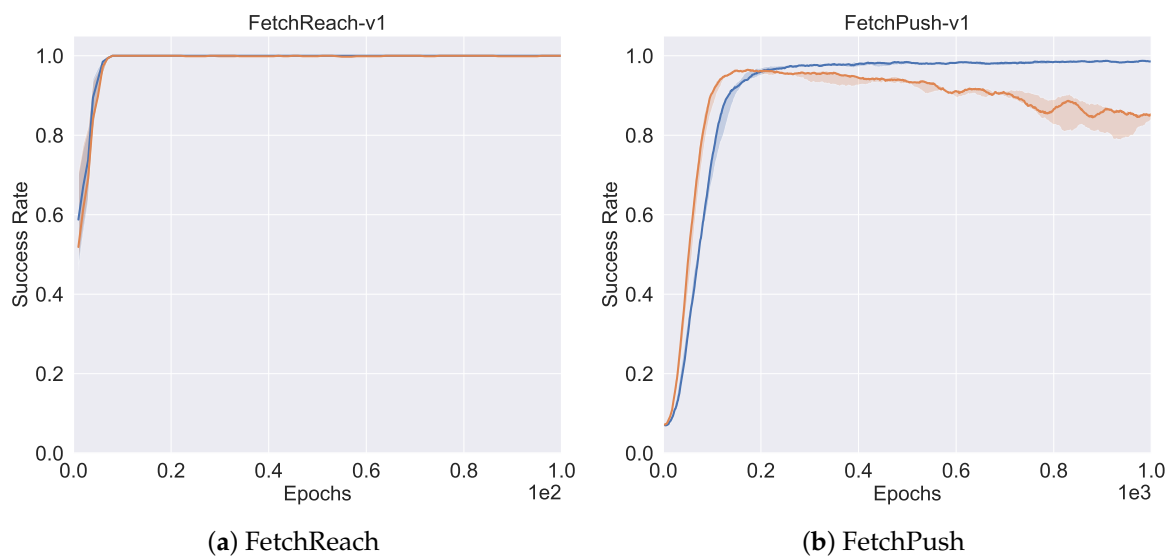 FetchReach-v1
Success Rate
1.0
0.8
0.6
0.4
0.2
0.0
0.0 0.2 0.4 0.6 0.8 1.0
Epochs 1e2
(a) FetchReach
FetchPush-v1
Success Rate
1.0
0.8
0.6
0.4
0.2
0.0
0.0 0.2 0.4 0.6 0.8 1.0
Epochs 1e3
(b) FetchPush